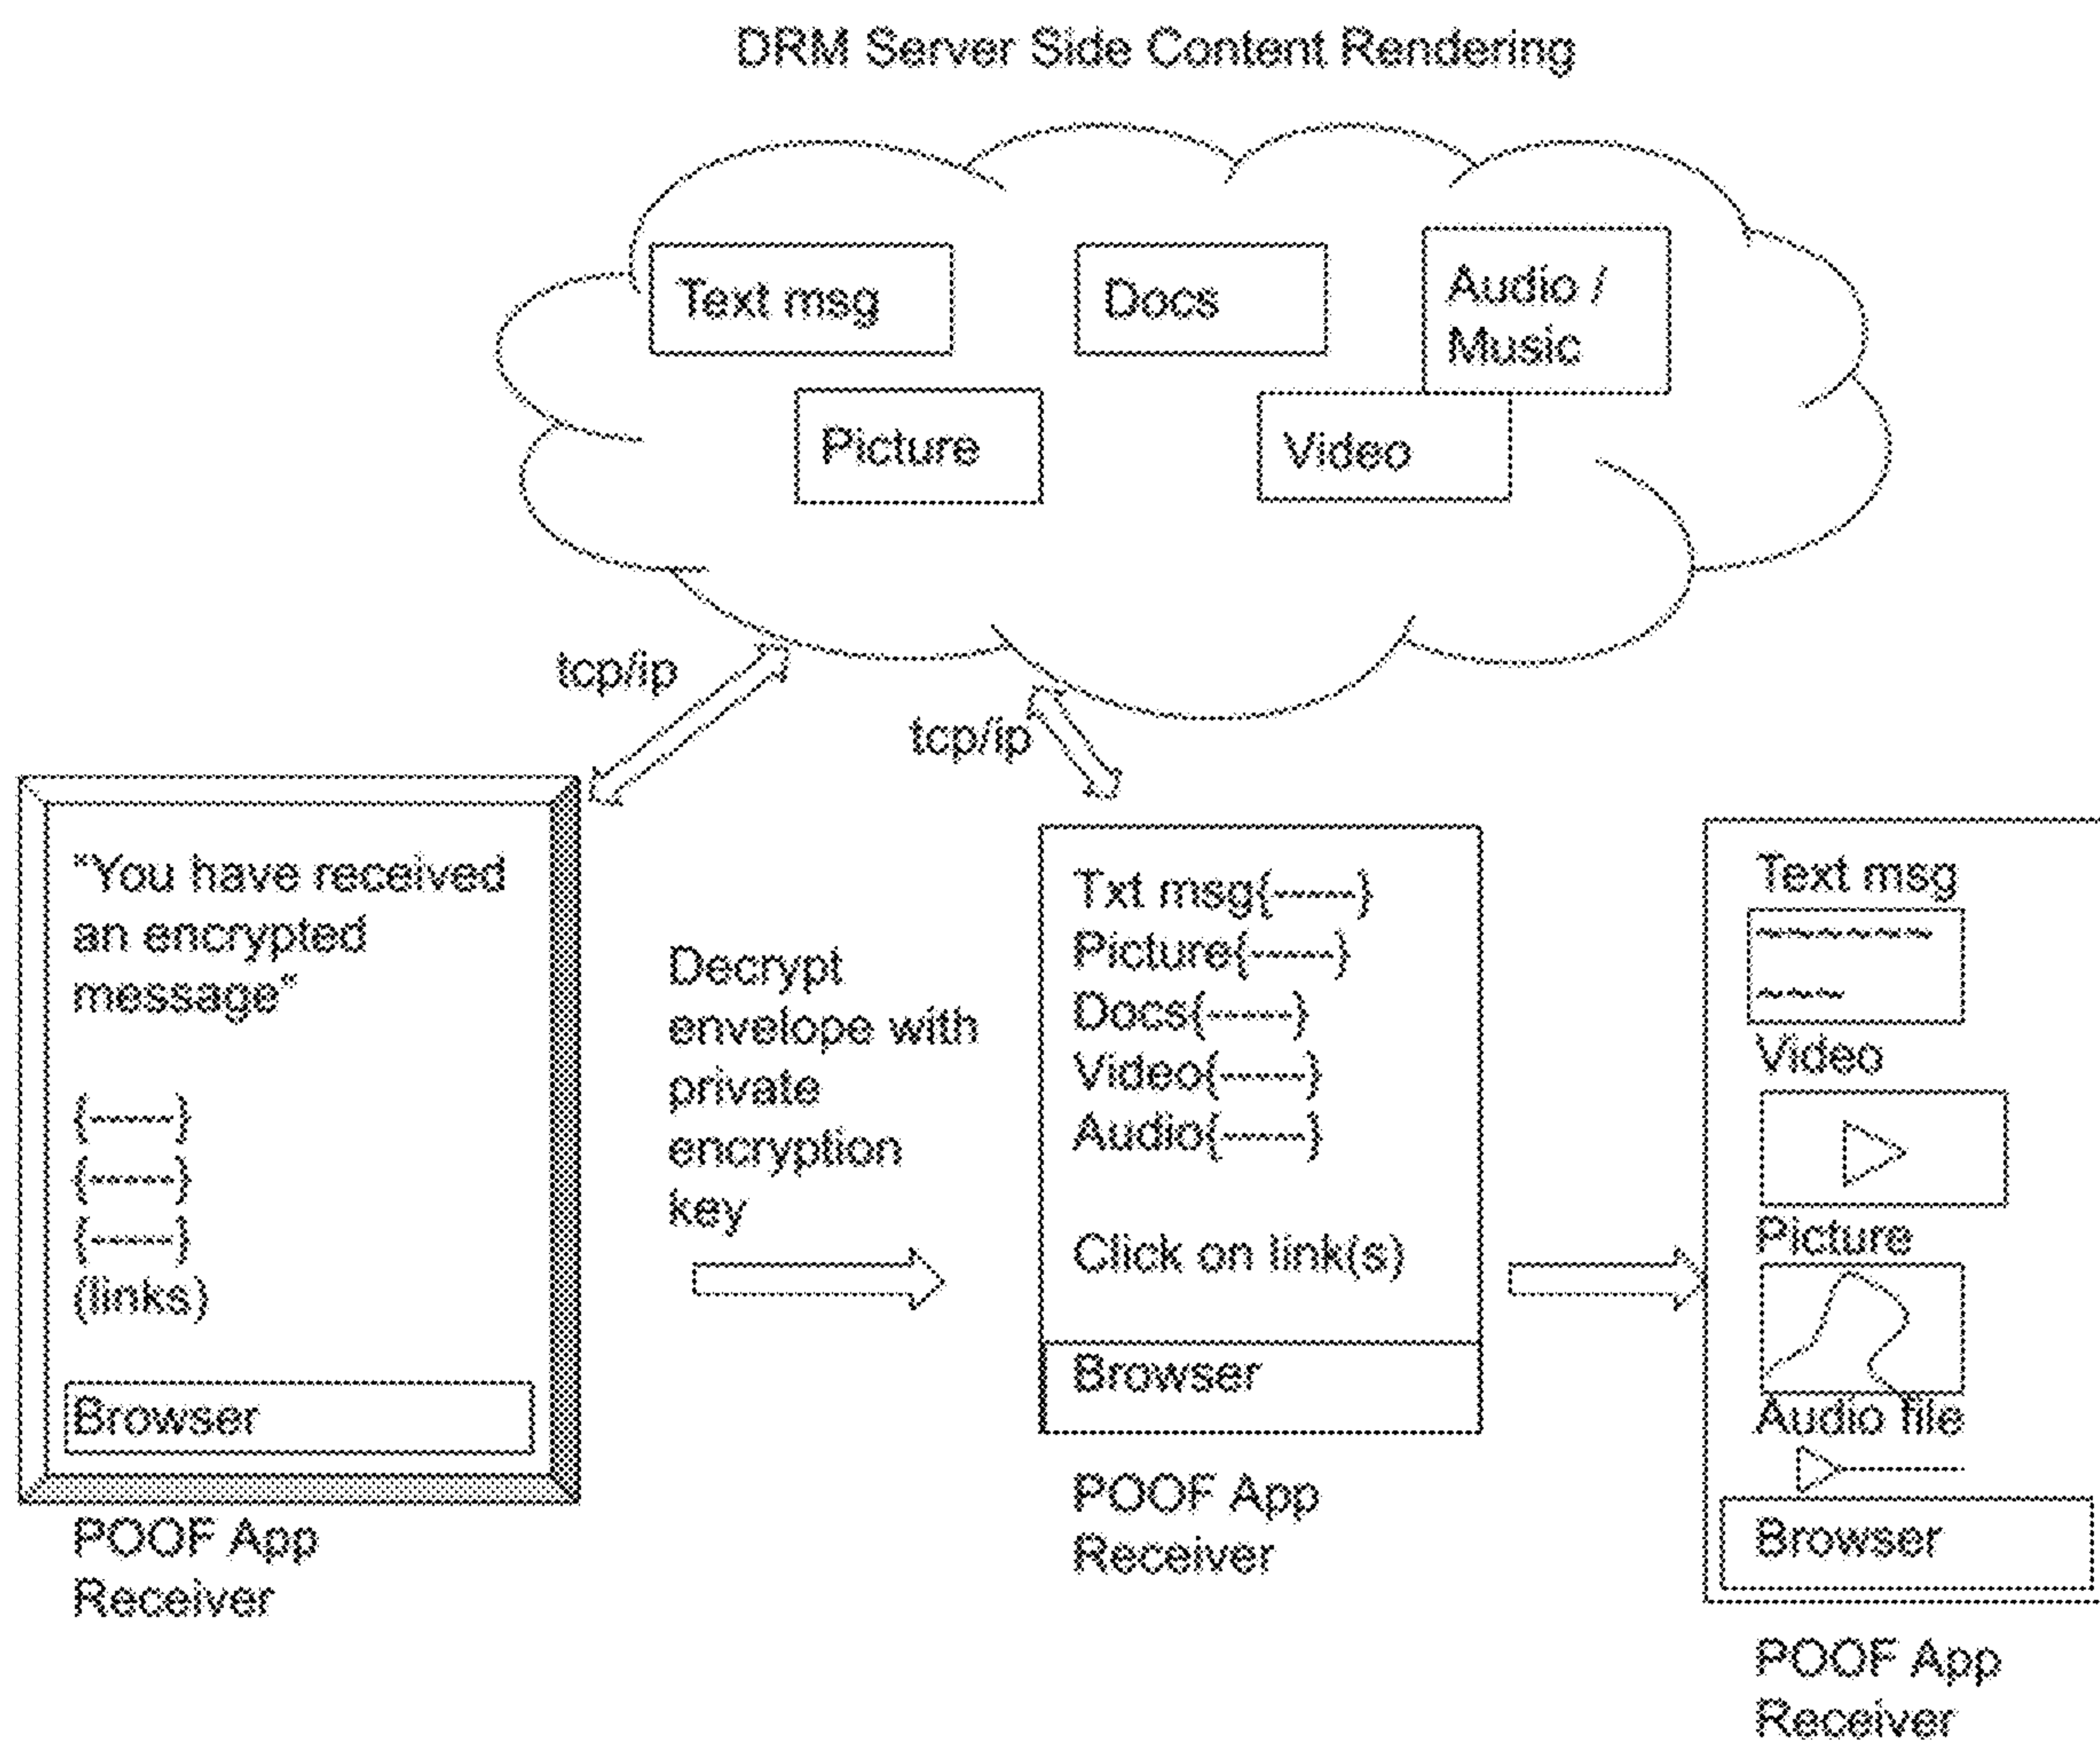 DRM Server Side Content Rendering
Text msg
Docs
Audio /
Music
Picture
Video
tcp/ip
tcp/ip
“You have received
an encrypted
message“
{------}
{------}
{------}
(links)
Browser
POOF App
Receiver
Decrypt
envelope with
private
encryption
key
Txt msg{------}
Picture{------}
Docs{------}
Video{------}
Audio{------}
Click on link(s)
Browser
POOF App
Receiver
Text msg
Video
Picture
Audio file
Browser
POOF App
Receiver